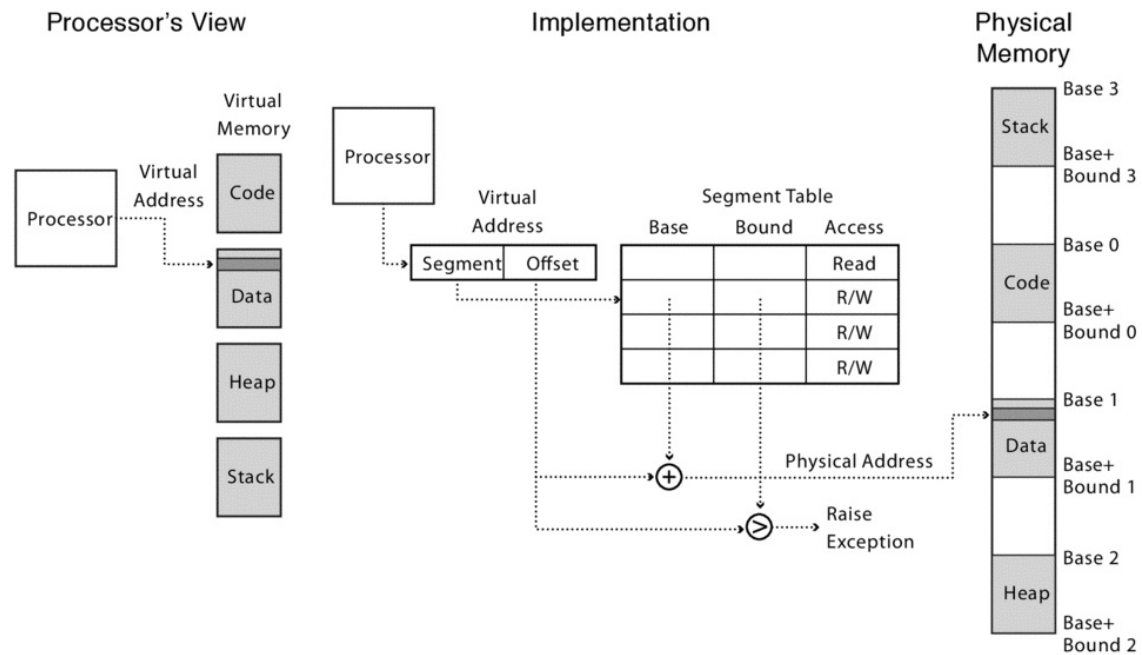 Processor's View
Implementation
Physical
Memory
Virtual
Memory
Processor
Virtual
Address
Code
Data
Heap
Stack
Processor
Virtual
Address
Segment
Offset
Segment Table
Base
Bound
Access
Read
R/W
R/W
R/W
+
Physical Address
>
Raise
Exception
Base 3
Stack
Base+
Bound 3
Base 0
Code
Base+
Bound 0
Base 1
Data
Base+
Bound 1
Base 2
Heap
Base+
Bound 2